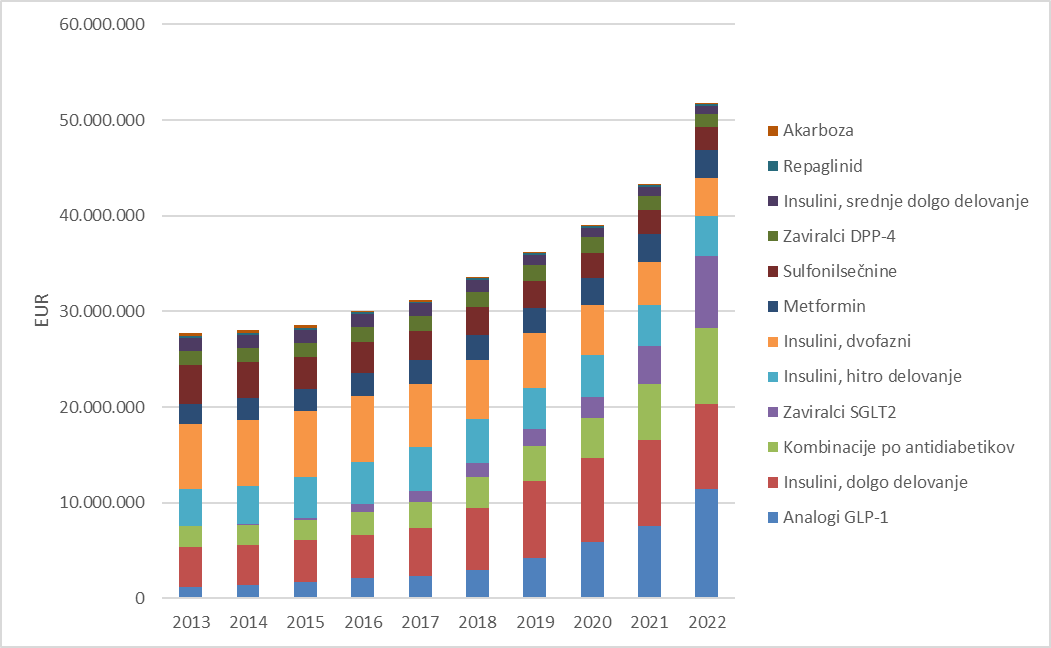 60.000.000
50.000.000
40.000.000
30.000.000
20.000.000
10.000.000
0
EUR
2013 2014 2015 2016 2017 2018 2019 2020 2021 2022
Akarboza
Repaglinid
Insulini, srednje dolgo delovanje
Zaviralci DPP-4
Sulfonilsečnine
Metformin
Insulini, dvofazni
Insulini, hitro delovanje
Zaviralci SGLT2
Kombinacije po antidiabetikov
Insulini, dolgo delovanje
Analogi GLP-1